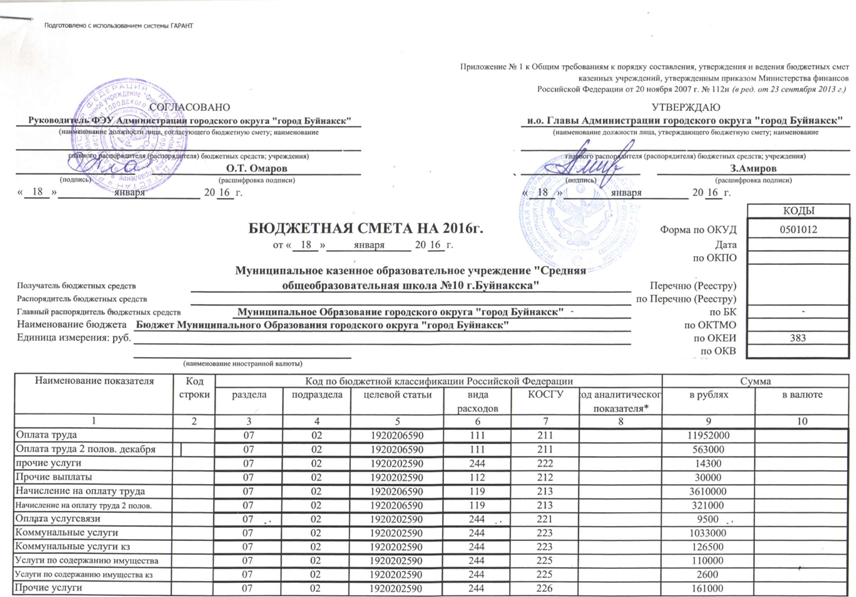 Подготовлено с использованием системы ГАРАНТ
Приложение № 1 к Общим требованиям к порядку составления, утверждения и ведения бюджетных смет
казенных учреждений, утвержденным приказом Министерства финансов
Российской Федерации от 20 ноября 2007 г. № 112н (в ред. от 23 сентября 2013 г.)
СОГЛАСОВАНО
Руководитель ФЭУ Администрации городского округа "город Буйнакск"
(наименование должности лица, согласующего бюджетную смету; наименование
главного распорядителя (распорядителя) бюджетных средств; учреждения)
О.Т. Омаров
(подпись) (расшифровка подписи)
« 18 » января 20 16 г.
УТВЕРЖДАЮ
и.о. Главы Администрации городского округа "город Буйнакск"
(наименование должности лица, утверждающего бюджетную смету; наименование
главного распорядителя (распорядителя) бюджетных средств; учреждения)
З.Амиров
(подпись) (расшифровка подписи)
« 18 » января 20 16 г.
БЮДЖЕТНАЯ СМЕТА НА 2016г.
от « 18 » января 20 16 г.
КОДЫ
Форма по ОКУД 0501012
Дата
по ОКПО
Муниципальное казенное образовательное учреждение "Средняя
Получатель бюджетных средств общеобразовательная школа №10 г.Буйнакска" Перечню (Реестру)
Распорядитель бюджетных средств по Перечню (Реестру)
Главный распорядитель бюджетных средств Муниципальное Образование городского округа "город Буйнакск" - по БК -
Наименование бюджета Бюджет Муниципального Образования городского округа "город Буйнакск" по ОКТМО
Единица измерения: руб. по ОКЕИ 383
по ОКВ
(наименование иностранной валюты)
Наименование показателя Код строки Код по бюджетной классификации Российской Федерации Сумма
раздела подраздела целевой статьи вида расходов КОСГУ од аналитическог показателя* в рублях в валюте
1 2 3 4 5 6 7 8 9 10
Оплата труда 07 02 1920206590 111 211 11952000
Оплата труда 2 полов. декабря 07 02 1920206590 111 211 563000
прочие услуги 07 02 1920202590 244 222 14300
Прочие выплаты 07 02 1920202590 112 212 30000
Начисление на оплату труда 07 02 1920206590 119 213 3610000
Начисление на оплату труда 2 полов. 07 02 1920206590 119 213 321000
Оплата услугсвязи 07 02 1920202590 244 221 9500
Коммунальные услуги 07 02 1920202590 244 223 1033000
Коммунальные услуги кз 07 02 1920202590 244 223 126500
Услуги по содержанию имущества 07 02 1920202590 244 225 110000
Услуги по содержанию имущества кз 07 02 1920202590 244 225 2600
Прочие услуги 07 02 1920202590 244 226 161000